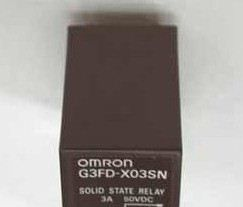 OMRON
G3FD-X03SN
SOLID STATE RELAY
3A 50VDC